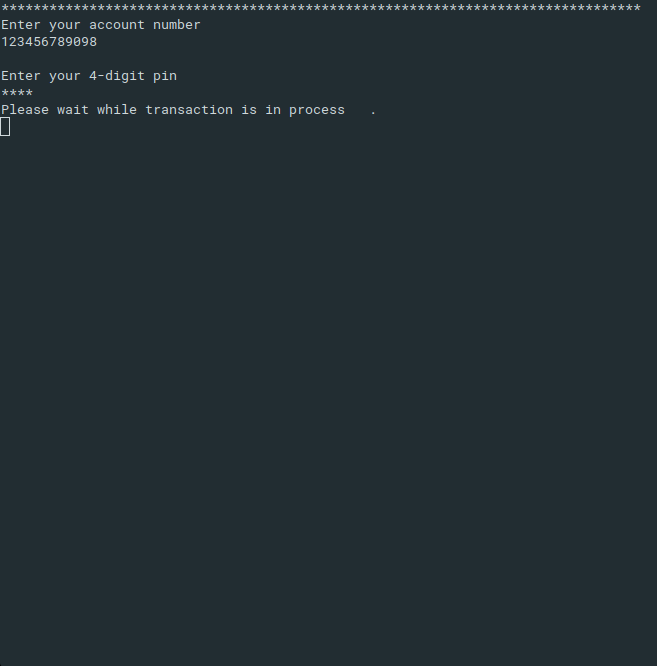 ********************************************************************************
Enter your account number
123456789098
Enter your 4-digit pin
****
Please wait while transaction is in process   .